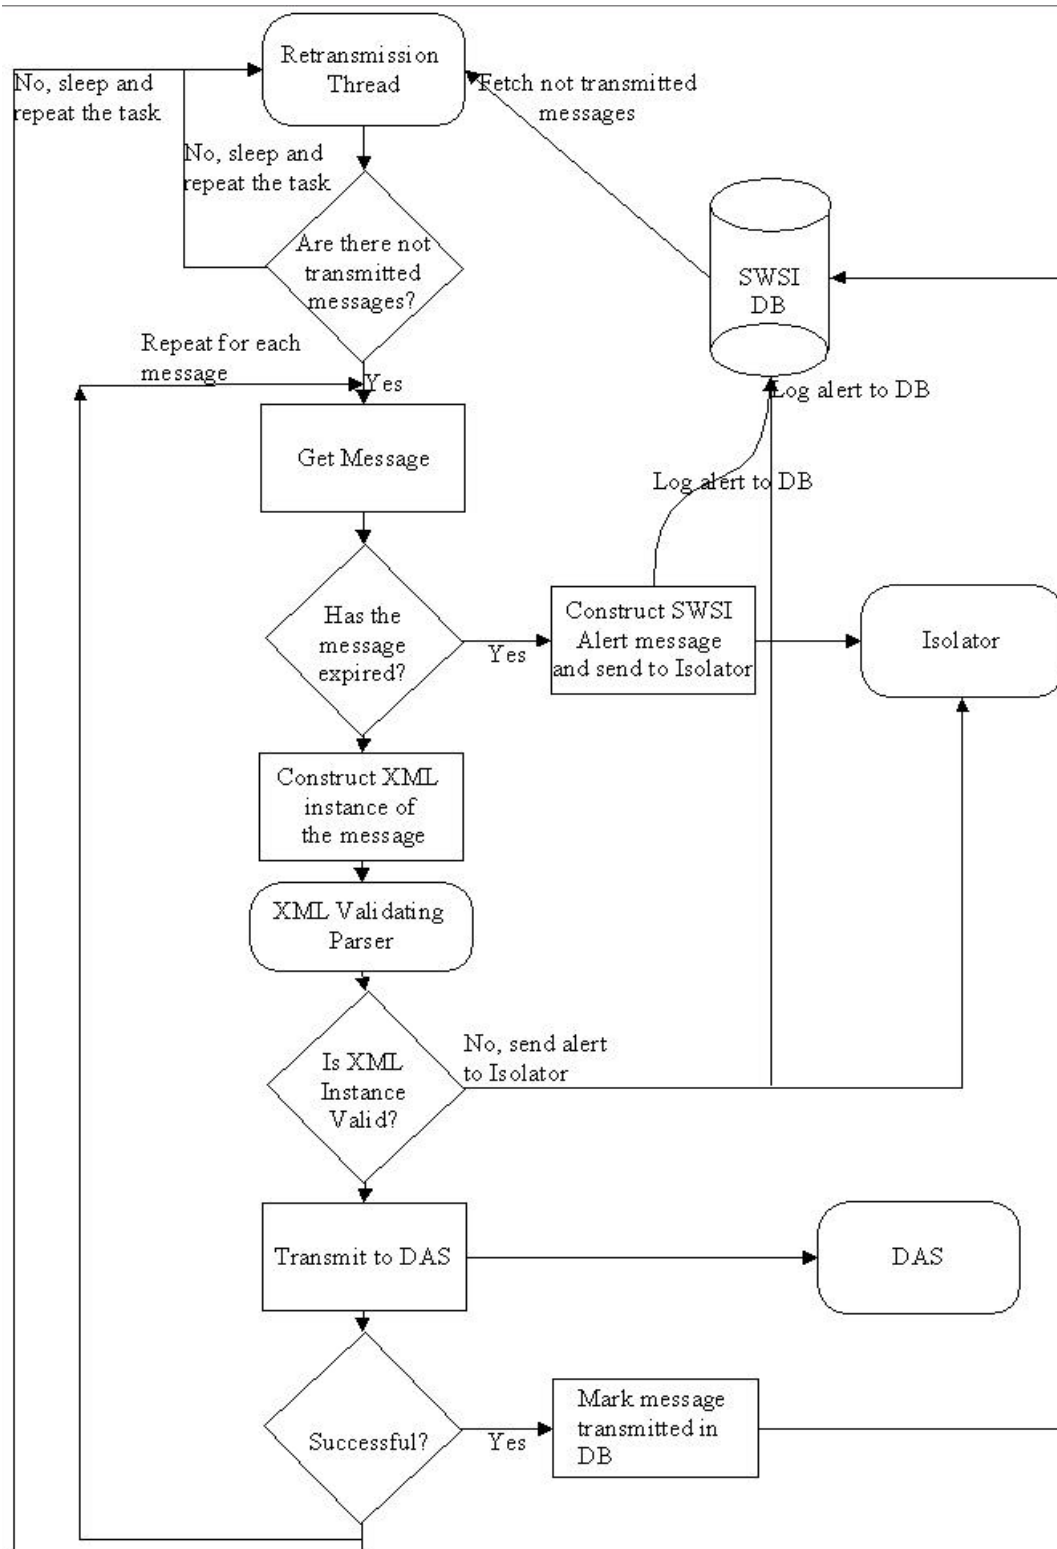 Retransmission
Thread
No, sleep and
repeat the task
Fetch not transmitted
messages
No, sleep and
repeat the task
Are there not
transmitted
messages?
SWSI
DB
Repeat for each
message
Yes
Log alert to DB
Get Message
Log alert to DB
Has the
message
expired?
Yes
Construct SWSI
Alert message
and send to Isolator
Isolator
Construct XML
instance of
the message
XML Validating
Parser
No, send alert
to Isolator
Is XML
Instance
Valid?
Transmit to DAS
DAS
Successful?
Yes
Mark message
transmitted in
DB